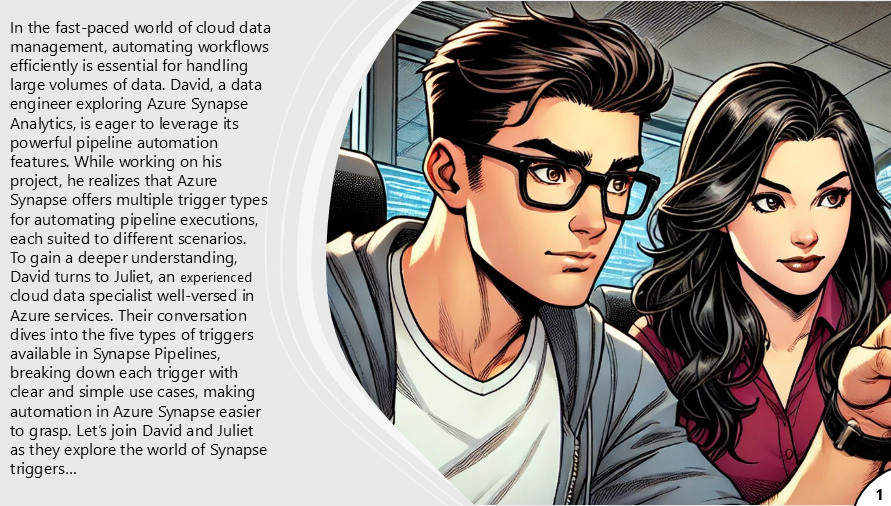 In the fast-paced world of cloud data
management, automating workflows
efficiently is essential for handling
large volumes of data. David, a data
engineer exploring Azure Synapse
Analytics, is eager to leverage its
powerful pipeline automation
features. While working on his
project, he realizes that Azure
Synapse offers multiple trigger types
for automating pipeline executions,
each suited to different scenarios.
To gain a deeper understanding,
David turns to Juliet, an experienced
cloud data specialist well-versed in
Azure services. Their conversation
dives into the five types of triggers
available in Synapse Pipelines,
breaking down each trigger with
clear and simple use cases, making
automation in Azure Synapse easier
to grasp. Let’s join David and Juliet
as they explore the world of Synapse
triggers...
1